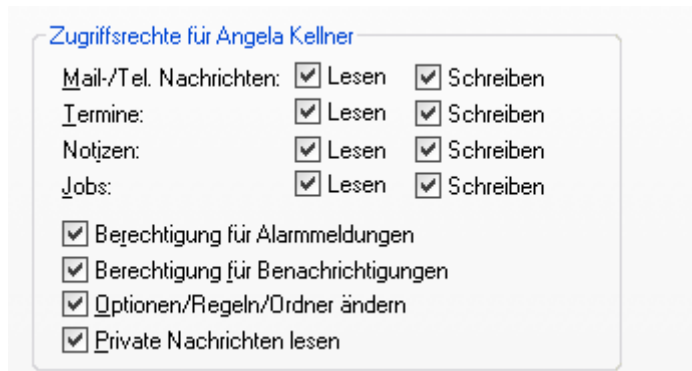 Zugriffsrechte für Angela Kellner
Mail-/Tel. Nachrichten: Lesen Schreiben
Termine: Lesen Schreiben
Notizen: Lesen Schreiben
Jobs: Lesen Schreiben
Berechtigung für Alarmmeldungen
Berechtigung für Benachrichtigungen
Optionen/Regeln/Ordner ändern
Private Nachrichten lesen